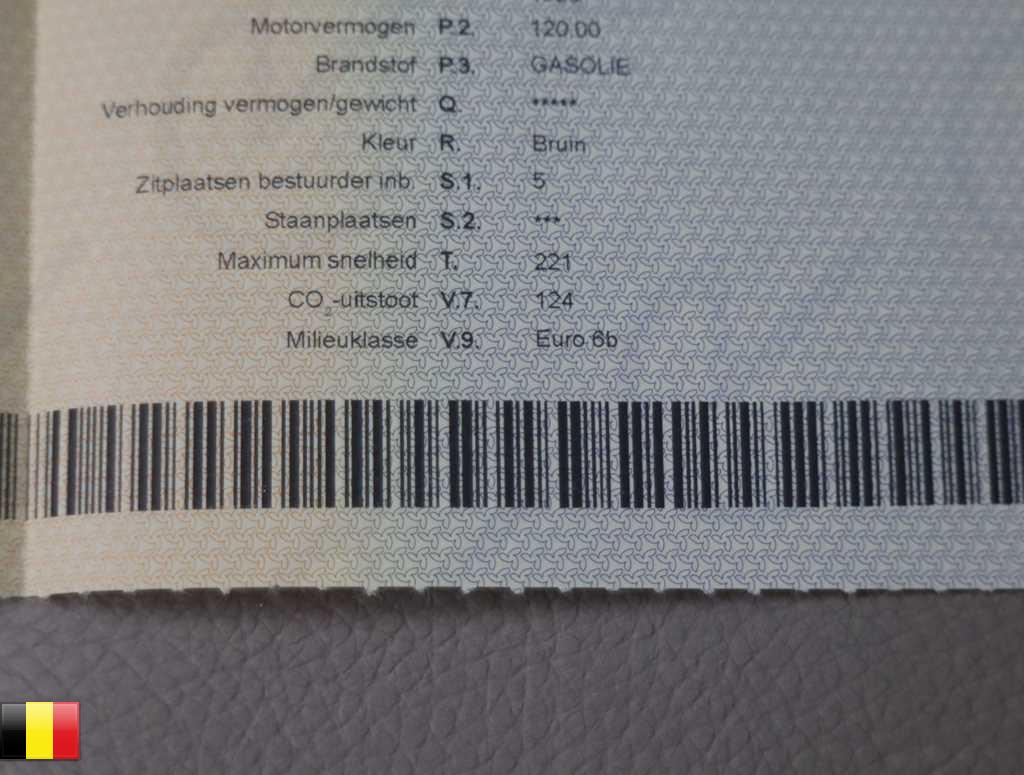 Motorvermogen P.2. 120.00
Brandstof P.3. GASOLIE
Verhouding vermogen/gewicht Q. *****
Kleur R. Bruin
Zitplaatsen bestuurder inb. S.1. 5
Staanplaatsen S.2. ***
Maximum snelheid T. 221
CO₂-uitstoot V.7. 124
Milieuklasse V.9. Euro 6b